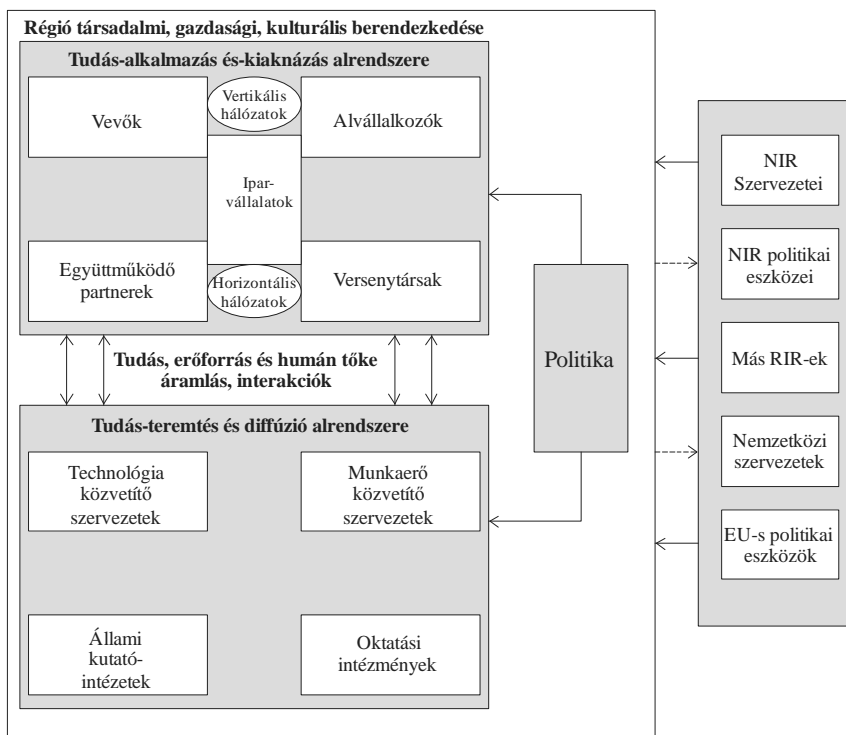 Régió társadalmi, gazdasági, kulturális berendezkedése
Tudás-alkalmazás és-kiaknázás alrendszere
Vevők
Vertikális
hálózatok
Alvállalkozók
Ipar-
vállalatok
Együttműködő
partnerek
Horizontális
hálózatok
Versenytársak
Tudás, erőforrás és humán tőke
áramlás, interakciók
Tudás-teremtés és diffúzió alrendszere
Technológia
közvetítő
szervezetek
Munkaerő
közvetítő
szervezetek
Állami
kutató-
intézetek
Oktatási
intézmények
Politika
NIR
Szervezetei
NIR politikai
eszközei
Más RIR-ek
Nemzetközi
szervezetek
EU-s politikai
eszközök